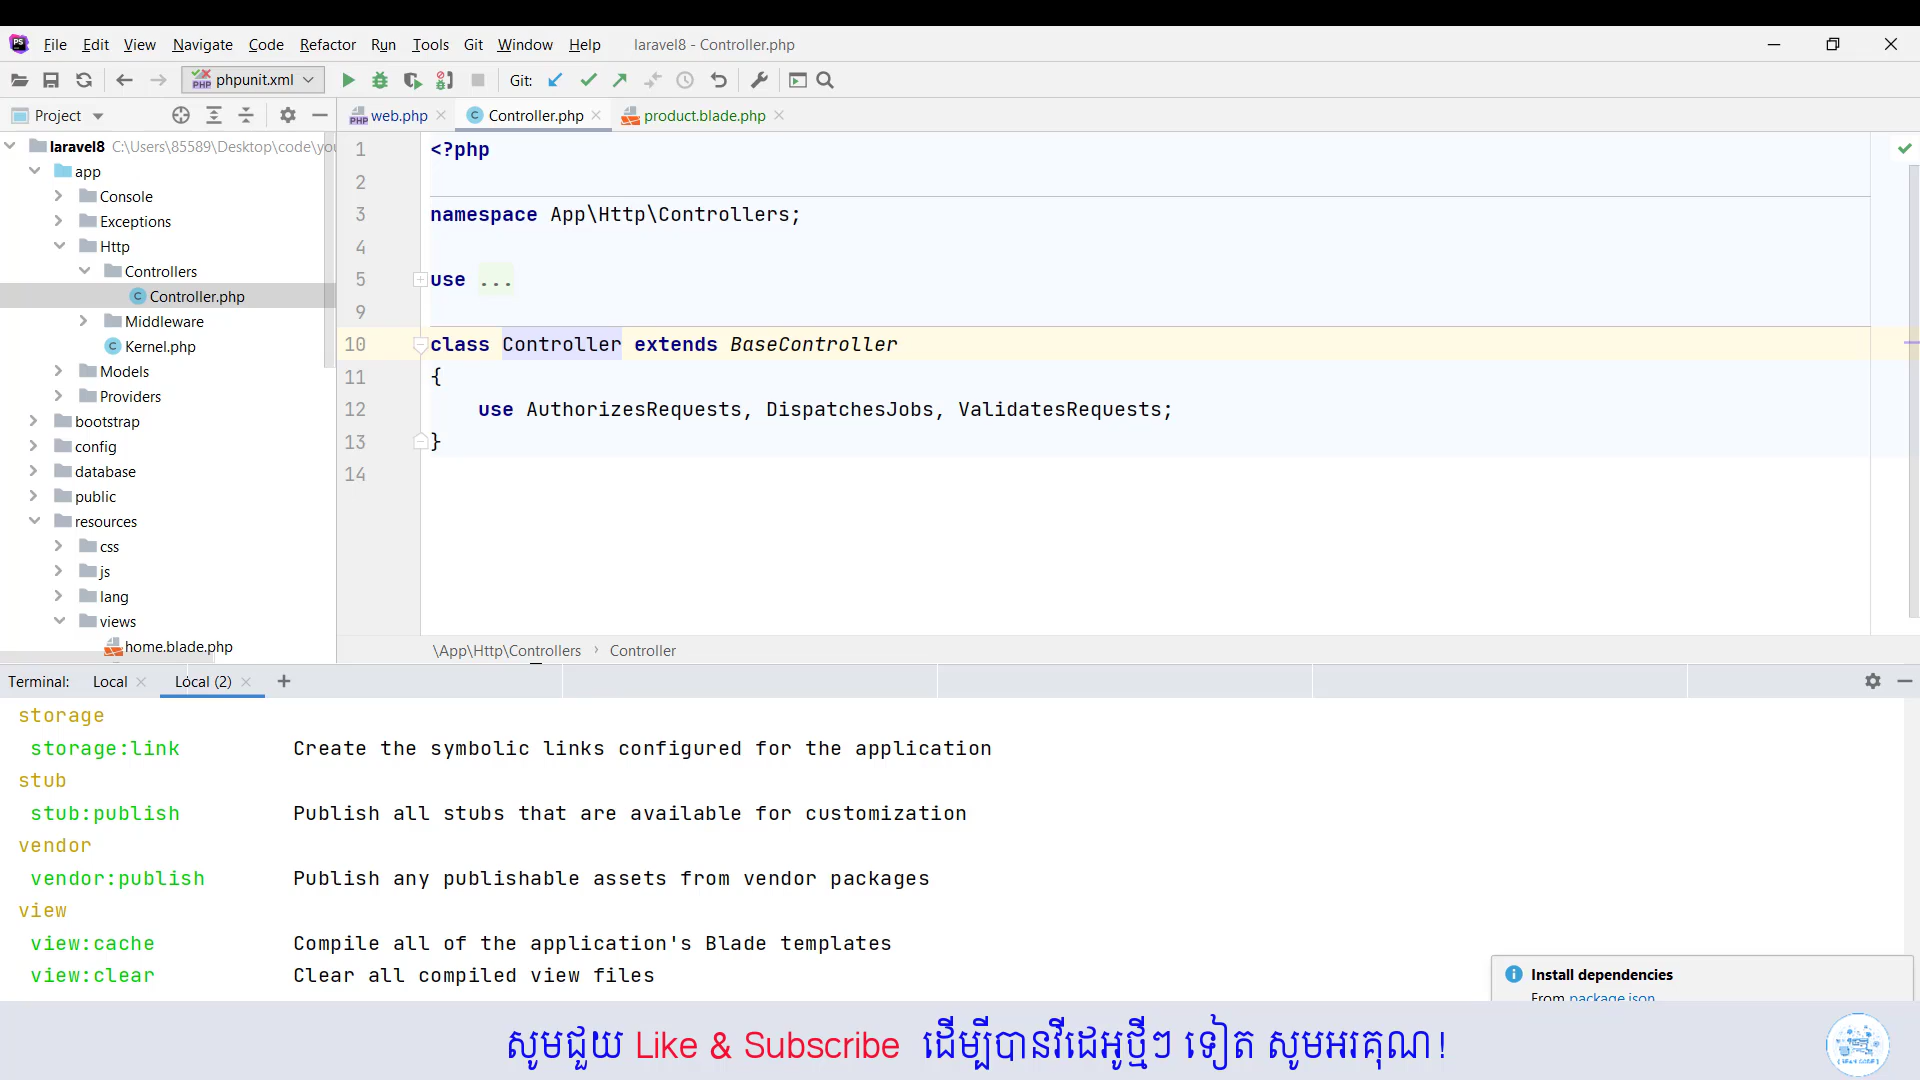 File Edit View Navigate Code Refactor Run Tools Git Window Help laravel8 - Controller.php
phpunit.xml Git:
Project web.php Controller.php product.blade.php
laravel8 C:\Users\85589\Desktop\code\you
app
Console
Exceptions
Http
Controllers
Controller.php
Middleware
Kernel.php
Models
Providers
bootstrap
config
database
public
resources
css
js
lang
views
home.blade.php
1 <?php
2
3 namespace App\Http\Controllers;
4
5 use ...
9
10 class Controller extends BaseController
11 {
12 use AuthorizesRequests, DispatchesJobs, ValidatesRequests;
13 }
14
\App\Http\Controllers › Controller
Terminal: Local Local (2)
storage
storage:link Create the symbolic links configured for the application
stub
stub:publish Publish all stubs that are available for customization
vendor
vendor:publish Publish any publishable assets from vendor packages
view
view:cache Compile all of the application's Blade templates
view:clear Clear all compiled view files
Install dependencies
From package.json
សូមជួយ Like & Subscribe ដើម្បីបានវីដេអូថ្មីៗ ទៀត សូមអរគុណ!